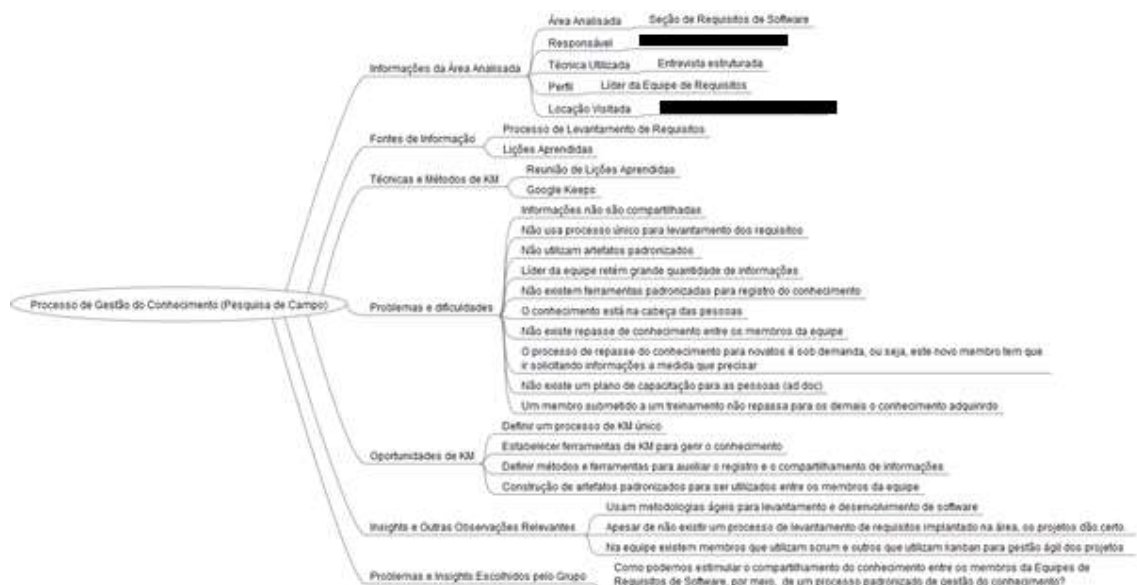 Processo de Gestão do Conhecimento (Pesquisa de Campo)
Informações da Área Analisada
Área Analisada
Seção de Requisitos de Software
Responsável
Técnica Utilizada
Entrevista estruturada
Perfil
Líder da Equipe de Requisitos
Locação Visitada
Fontes de Informação
Processo de Levantamento de Requisitos
Lições Aprendidas
Técnicas e Métodos de KM
Reunião de Lições Aprendidas
Google Keeps
Problemas e dificuldades
Informações não são compartilhadas
Não usa processo único para levantamento dos requisitos
Não utilizam artefatos padronizados
Líder da equipe retém grande quantidade de informações
Não existem ferramentas padronizadas para registro do conhecimento
O conhecimento está na cabeça das pessoas
Não existe repasse de conhecimento entre os membros da equipe
O processo de repasse do conhecimento para novatos é sob demanda, ou seja, este novo membro tem que
ir solicitando informações a medida que precisar
Não existe um plano de capacitação para as pessoas (ad doc)
Um membro submetido a um treinamento não repassa para os demais o conhecimento adquirido
Oportunidades de KM
Definir um processo de KM único
Estabelecer ferramentas de KM para gerir o conhecimento
Definir métodos e ferramentas para auxiliar o registro e o compartilhamento de informações
Construção de artefatos padronizados para ser utilizados entre os membros da equipe
Insights e Outras Observações Relevantes
Usam metodologias ágeis para levantamento e desenvolvimento de software
Apesar de não existir um processo de levantamento de requisitos implantado na área, os projetos dão certo.
Na equipe existem membros que utilizam scrum e outros que utilizam kanban para gestão ágil dos projetos
Problemas e Insights Escolhidos pelo Grupo
Como podemos estimular o compartilhamento do conhecimento entre os membros da Equipes de
Requisitos de Software, por meio, de um processo padronizado de gestão do conhecimento?